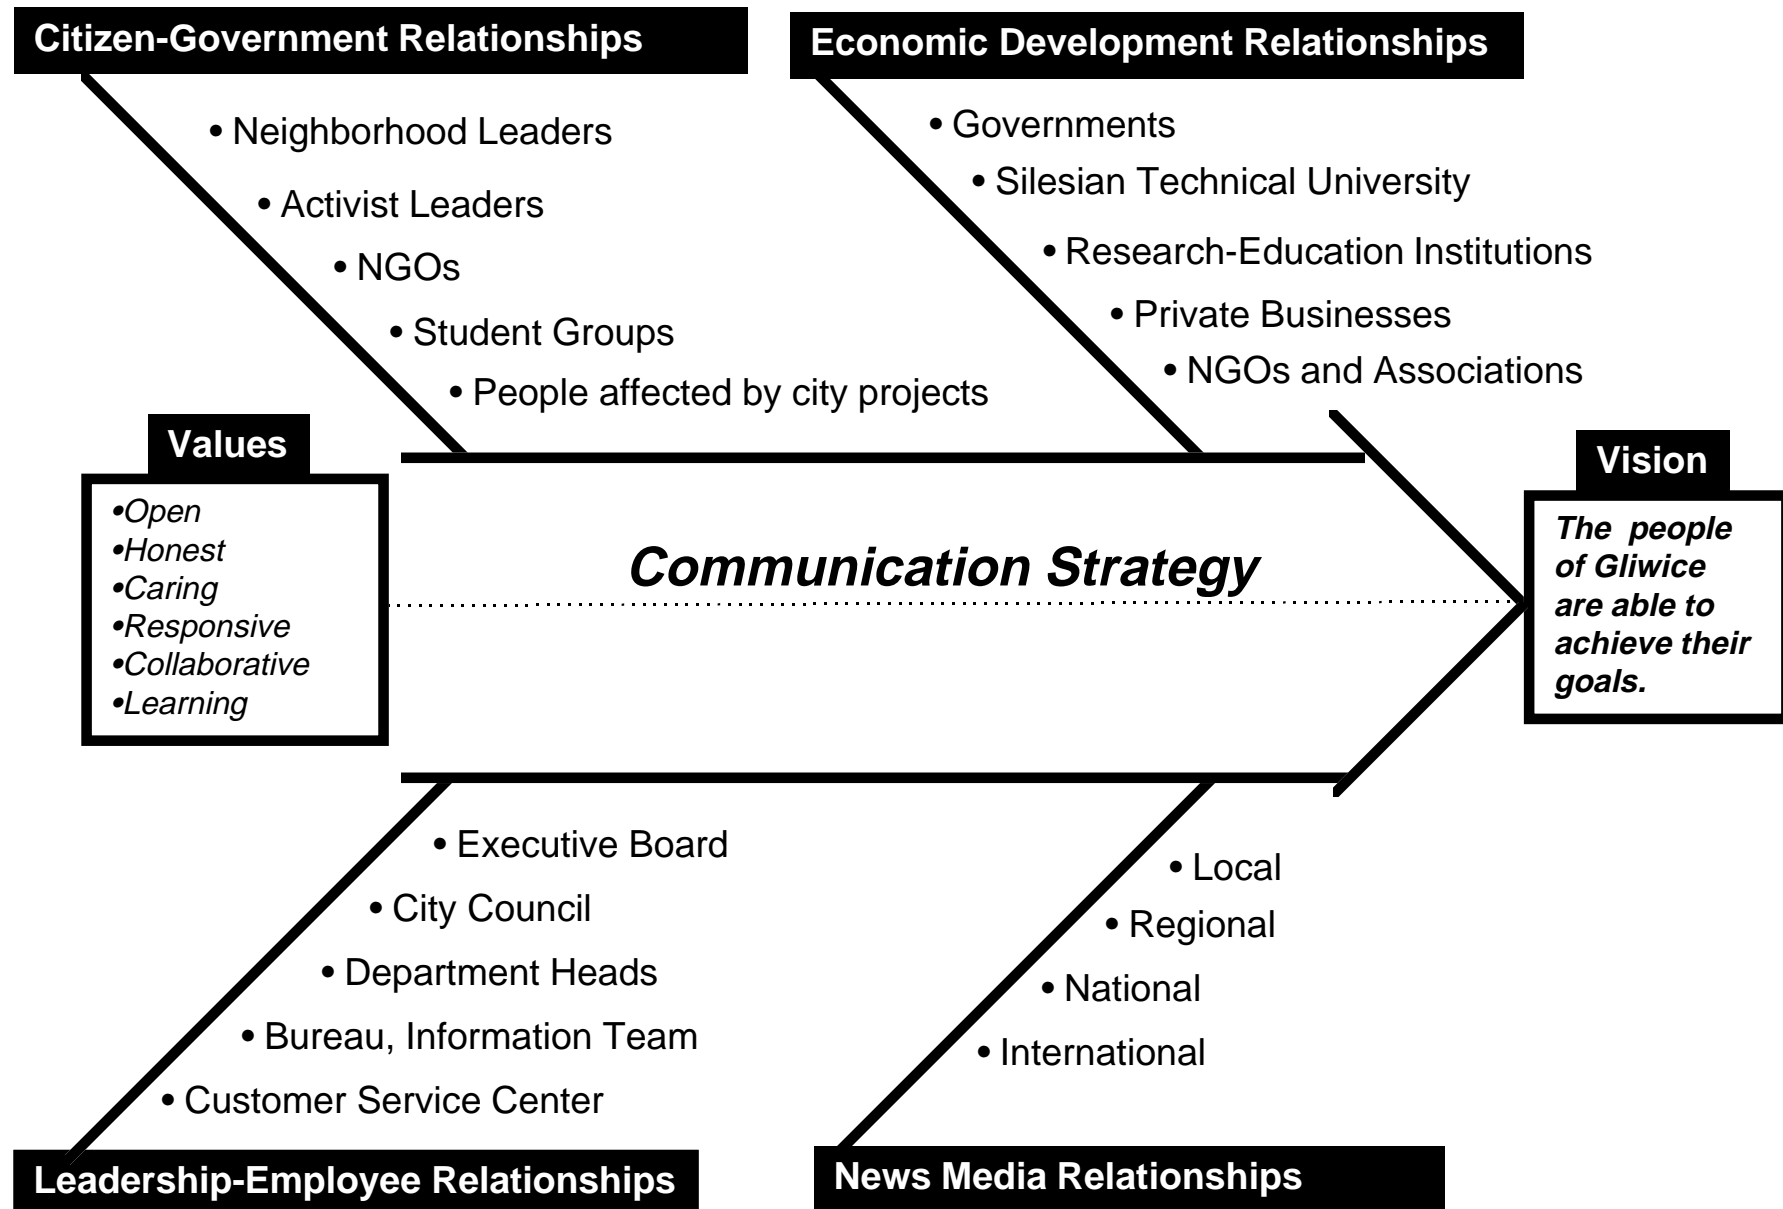 Citizen-Government Relationships
• Neighborhood Leaders
• Activist Leaders
• NGOs
• Student Groups
• People affected by city projects
Economic Development Relationships
• Governments
• Silesian Technical University
• Research-Education Institutions
• Private Businesses
• NGOs and Associations
Values
•Open
•Honest
•Caring
•Responsive
•Collaborative
•Learning
Communication Strategy
Vision
The people
of Gliwice
are able to
achieve their
goals.
• Executive Board
• City Council
• Department Heads
• Bureau, Information Team
• Customer Service Center
Leadership-Employee Relationships
• Local
• Regional
• National
• International
News Media Relationships